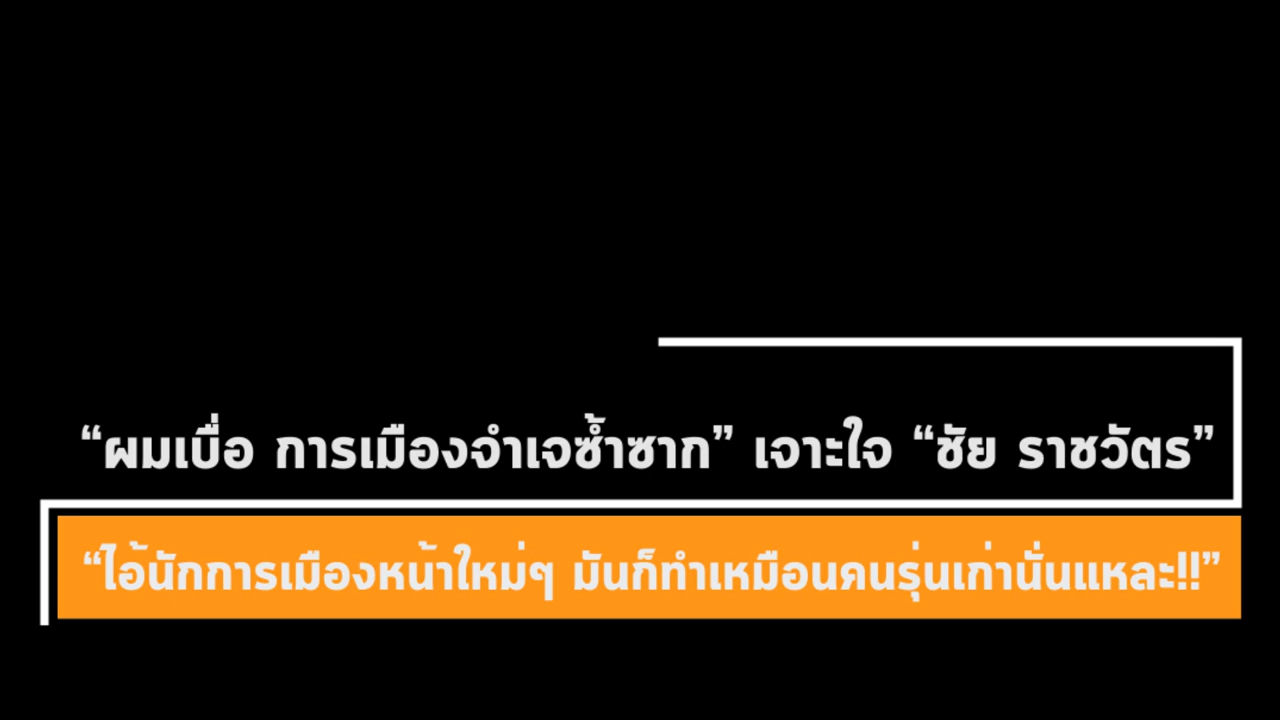 “ผมเบื่อ การเมืองจำเจซ้ำซาก” เจาะใจ “ชัย ราชวัตร”
“ไอ้นักการเมืองหน้าใหม่ๆ มันก็ทำเหมือนคนรุ่นเก่านั่นแหละ!!”